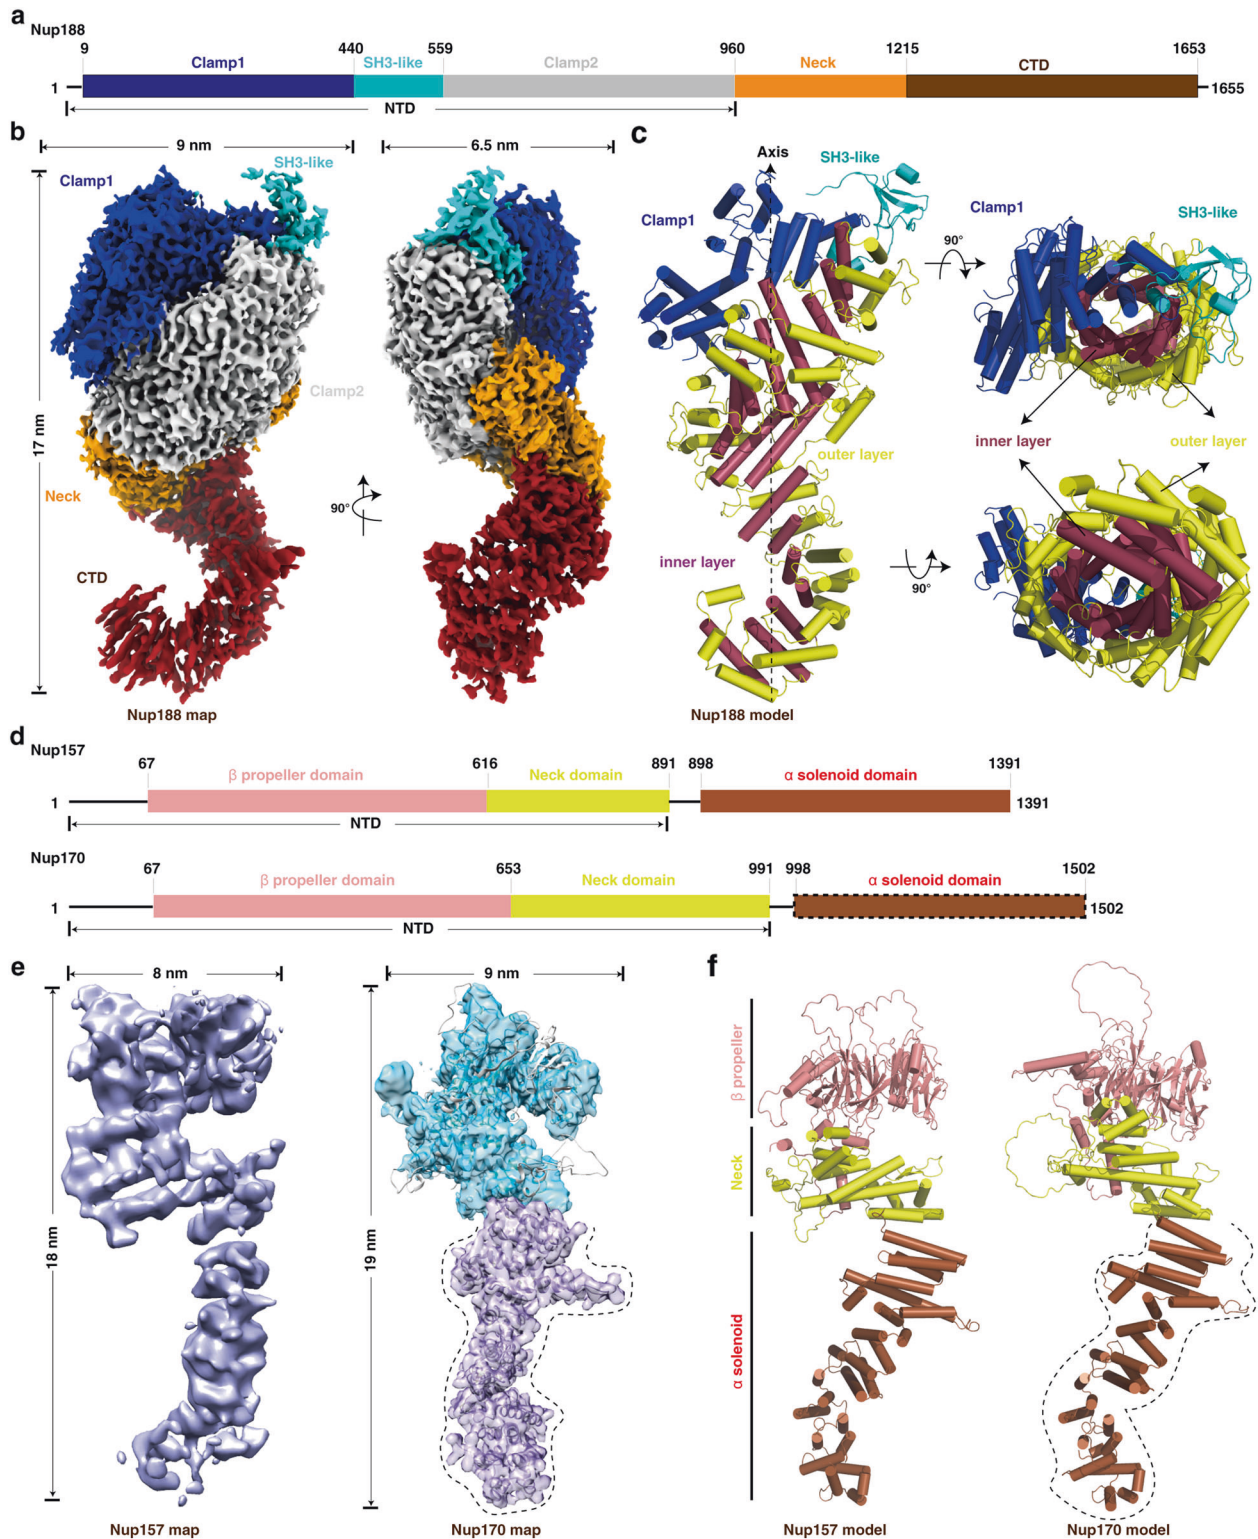 a
Nup188
9 440 559 960 1215 1653
Clamp1 SH3-like Clamp2 Neck CTD
1 1655
NTD
b
9 nm 6.5 nm
SH3-like
Clamp1
17 nm
Clamp2
Neck
90°
CTD
Nup188 map
c
Axis
SH3-like
Clamp1
90°
Clamp1
SH3-like
outer layer
inner layer
outer layer
inner layer
90°
Nup188 model
d
Nup157
67 616 891 898 1391
β propeller domain Neck domain α solenoid domain
1 1391
NTD
Nup170
67 653 991 998 1502
β propeller domain Neck domain α solenoid domain
1 1502
NTD
e
8 nm 9 nm
18 nm
19 nm
Nup157 map Nup170 map
f
β propeller
Neck
α solenoid
Nup157 model Nup170 model